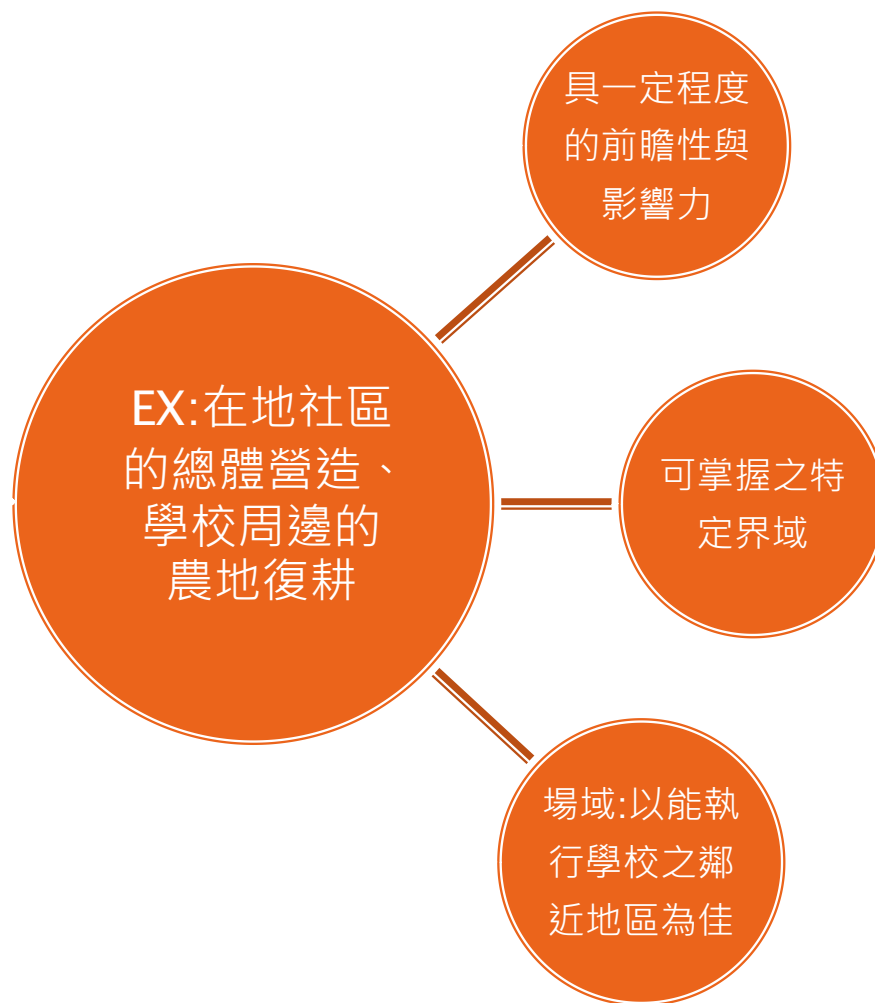 具一定程度
的前瞻性與
影響力
EX:在地社區
的總體營造、
學校周邊的
農地復耕
可掌握之特
定界域
場域:以能執
行學校之鄰
近地區為佳